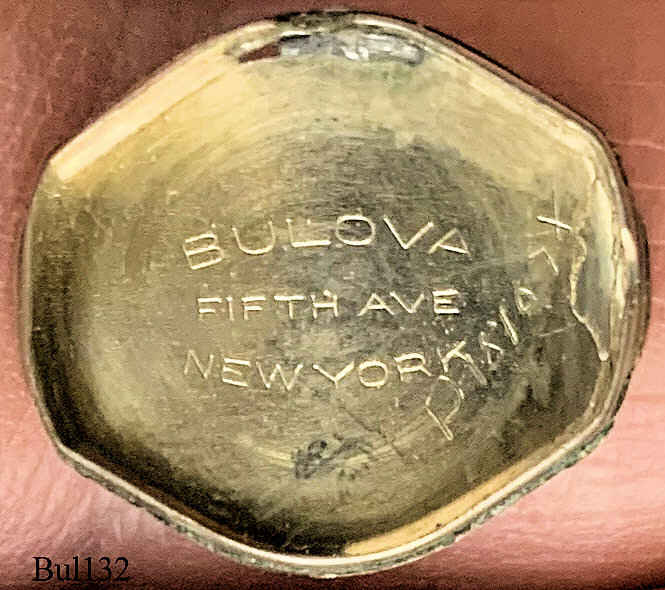 BULOVA
FIFTH AVE
NEW YORK
Bul132